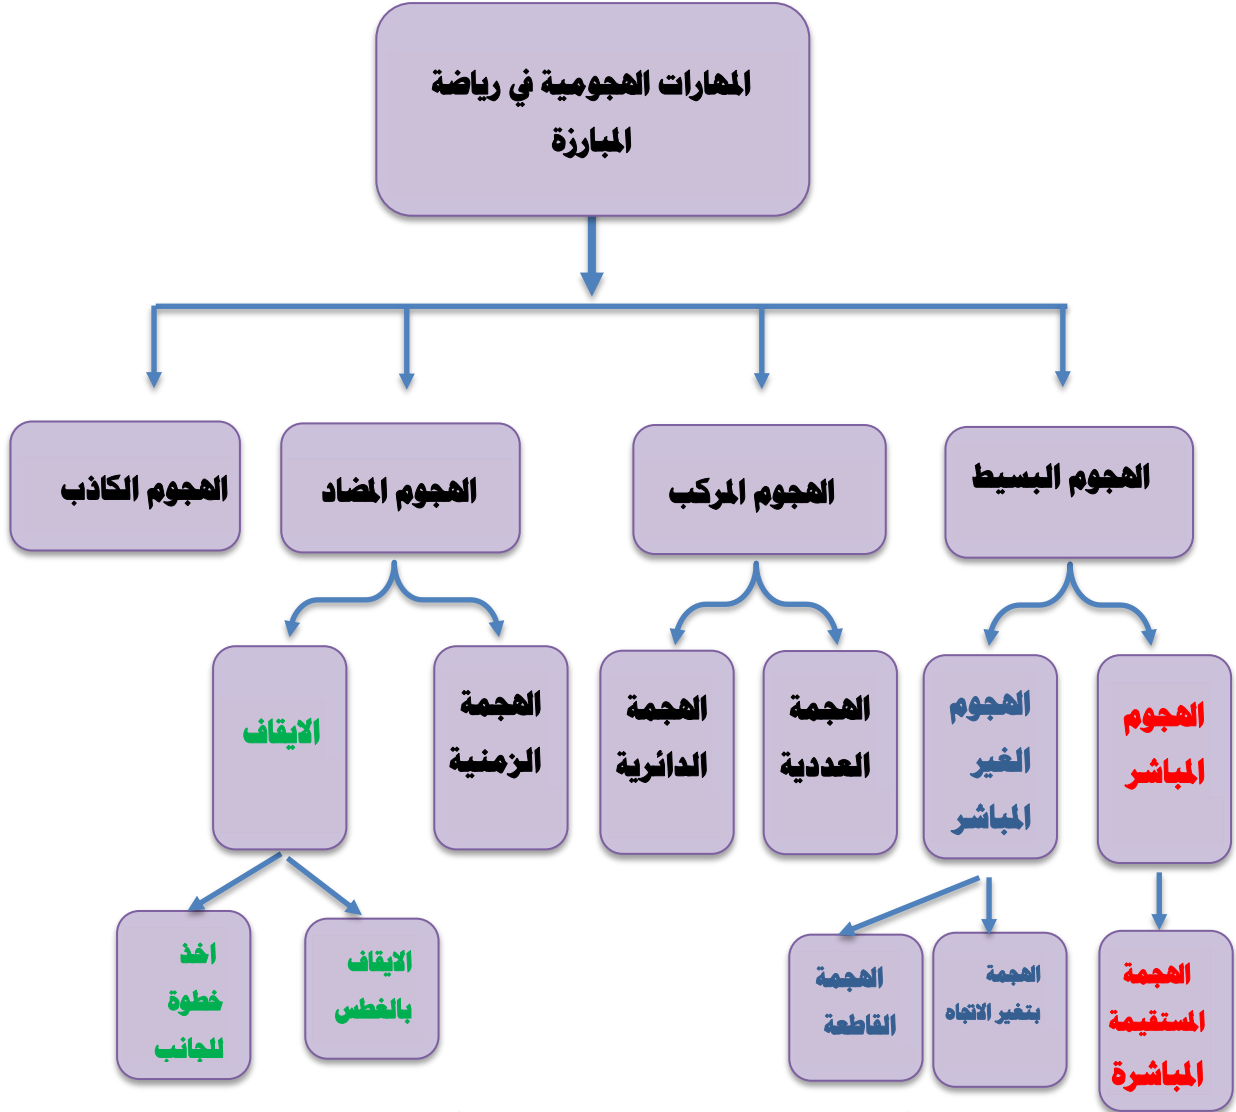 المهارات الهجومية في رياضة
المبارزة
الهجوم البسيط
الهجوم المركب
الهجوم المضاد
الهجوم الكاذب
الهجوم
المباشر
الهجوم
الغير
المباشر
الهجمة
العددية
الهجمة
الدائرية
الهجمة
الزمنية
الايقاف
الهجمة
المستقيمة
المباشرة
الهجمة
بتغير الاتجاه
الهجمة
القاطعة
الايقاف
بالغطس
اخذ
خطوة
للجانب